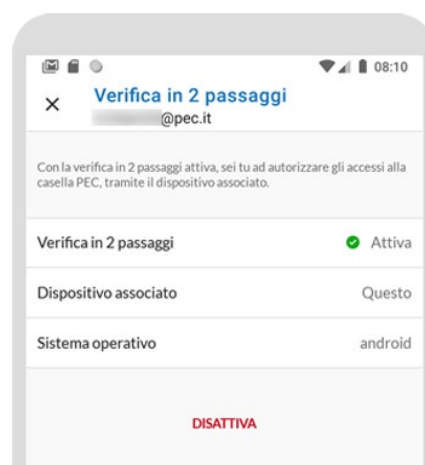 08:10
Verifica in 2 passaggi
@pec.it
Con la verifica in 2 passaggi attiva, sei tu ad autorizzare gli accessi alla
casella PEC, tramite il dispositivo associato.
Verifica in 2 passaggi Attiva
Dispositivo associato Questo
Sistema operativo android
DISATTIVA